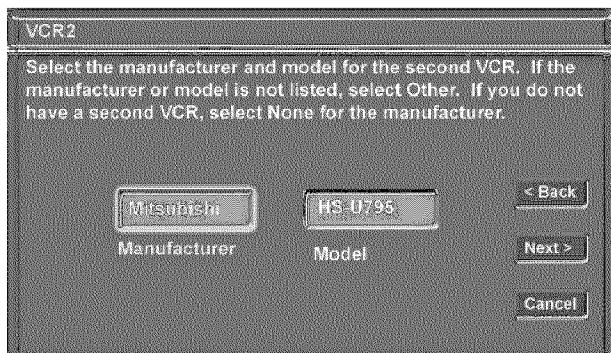 VCR2
Select the manufacturer and model for the second VCR. If the
manufacturer or model is not listed, select Other. If you do not
have a second VCR, select None for the manufacturer.
Mitsubishi
HS-U795
< Back
Manufacturer
Model
Next >
Cancel